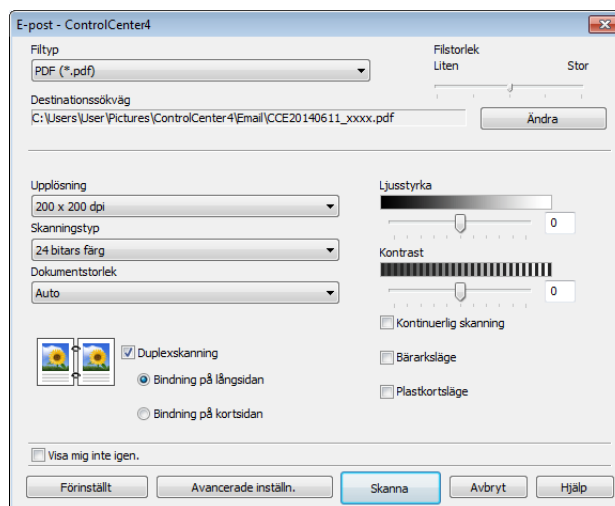 E-post - ControlCenter4
Filtyp
PDF (*.pdf)
Filstorlek
Liten Stor
Destinationssökväg
C:\Users\User\Pictures\ControlCenter4\Email\CCE20140611_xxxx.pdf
Ändra
Upplösning
200 x 200 dpi
Skanningstyp
24 bitars färg
Dokumentstorlek
Auto
Ljusstyrka
0
Kontrast
0
Kontinuerlig skanning
Bärarksläge
Plastkortsläge
Duplexskanning
Bindning på långsidan
Bindning på kortsidan
Visa mig inte igen.
Förinställt Avancerade inställn. Skanna Avbryt Hjälp